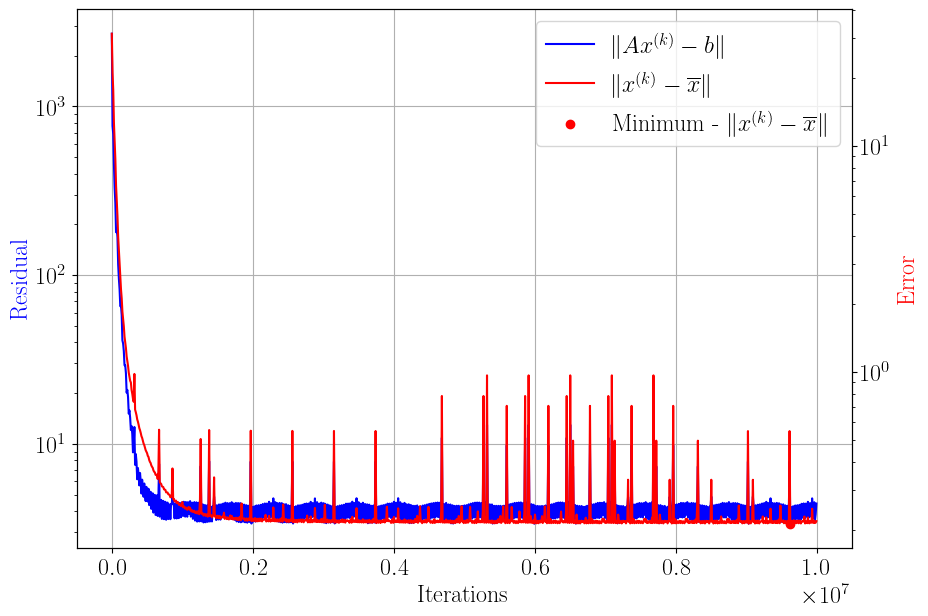 ‖Ax^(k) − b‖
‖x^(k) − x̅‖
Minimum - ‖x^(k) − x̅‖
Residual
10^3
10^2
10^1
Error
10^1
10^0
0.0 0.2 0.4 0.6 0.8 1.0
×10^7
Iterations